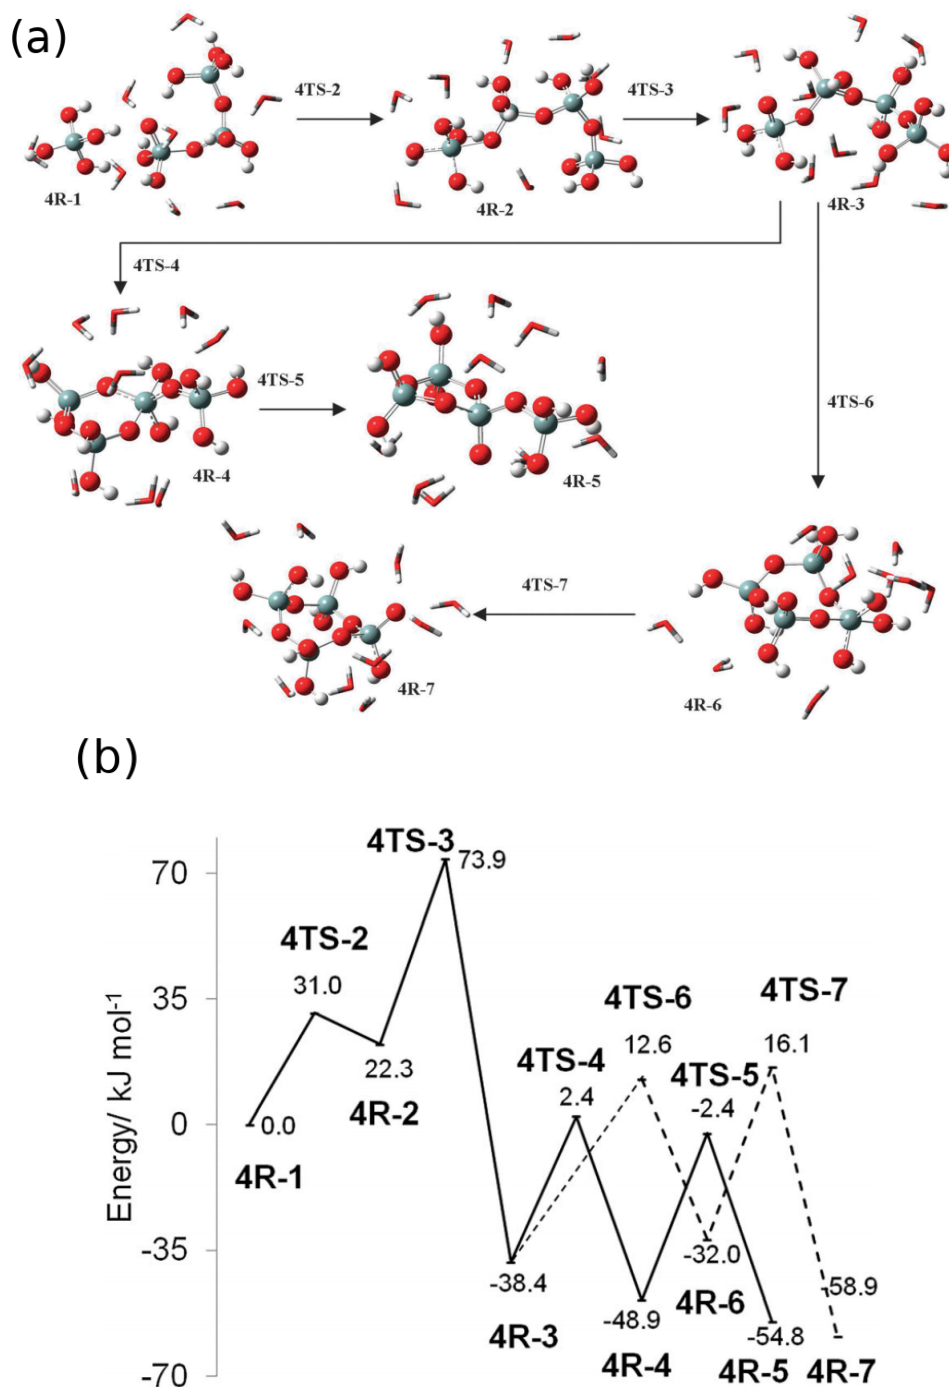 (a)
4TS-2
4TS-3
4R-1
4R-2
4R-3
4TS-4
4TS-5
4TS-6
4R-4
4R-5
4TS-7
4R-7
4R-6
(b)
Energy/ kJ mol-1
70
35
0
-35
-70
4TS-3
73.9
4TS-2
31.0
22.3
4R-2
0.0
4R-1
4TS-7
4TS-6
16.1
12.6
4TS-4
4TS-5
2.4
-2.4
-38.4
-32.0
4R-3
4R-6
-48.9
-58.9
4R-4
-54.8
4R-5
4R-7